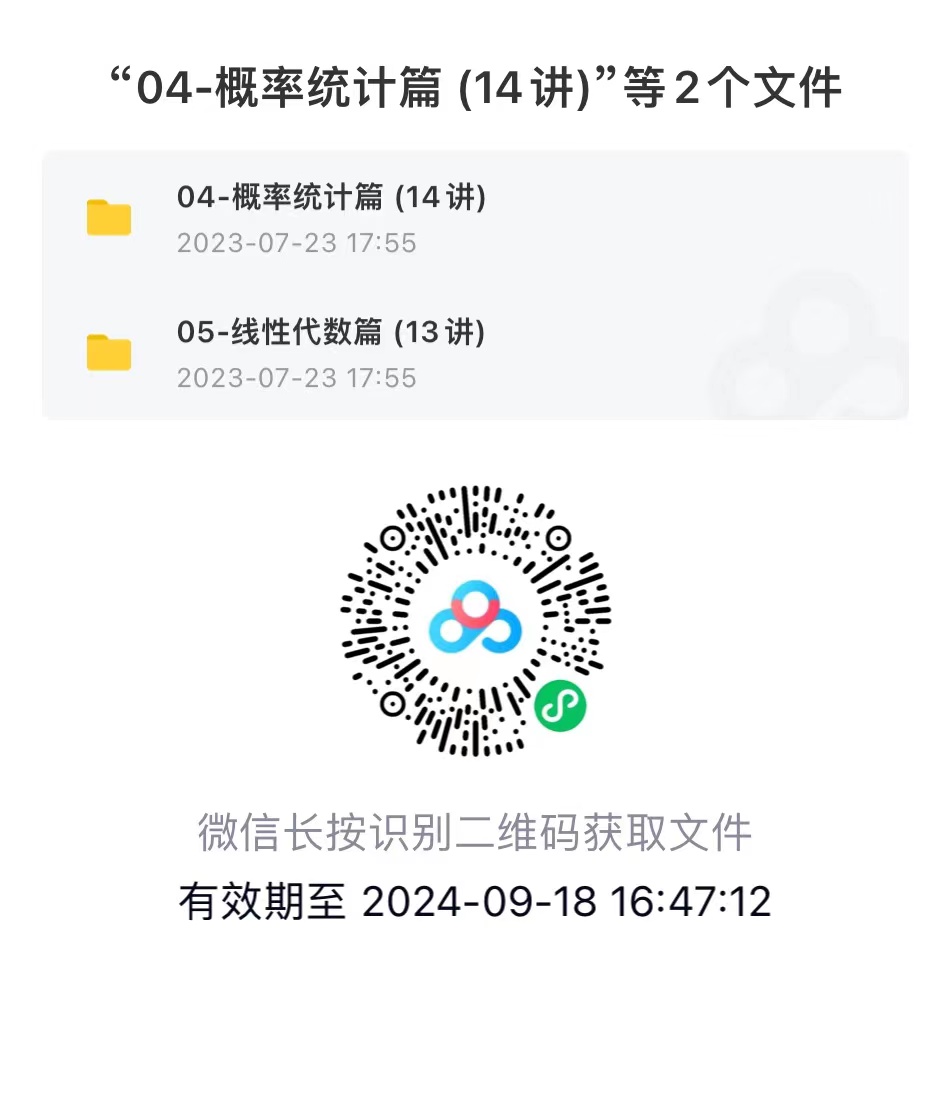 “04-概率统计篇 (14讲)”等2个文件
04-概率统计篇 (14讲)
2023-07-23 17:55
05-线性代数篇 (13讲)
2023-07-23 17:55
微信长按识别二维码获取文件
有效期至 2024-09-18 16:47:12